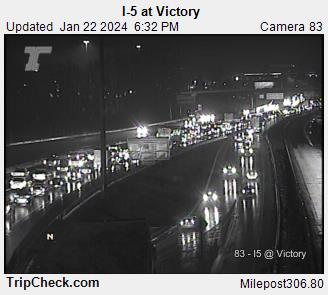 I-5 at Victory
Updated Jan 22 2024 6:32 PM Camera 83
T
N
83 - I5 @ Victory
TripCheck.com Milepost306.80